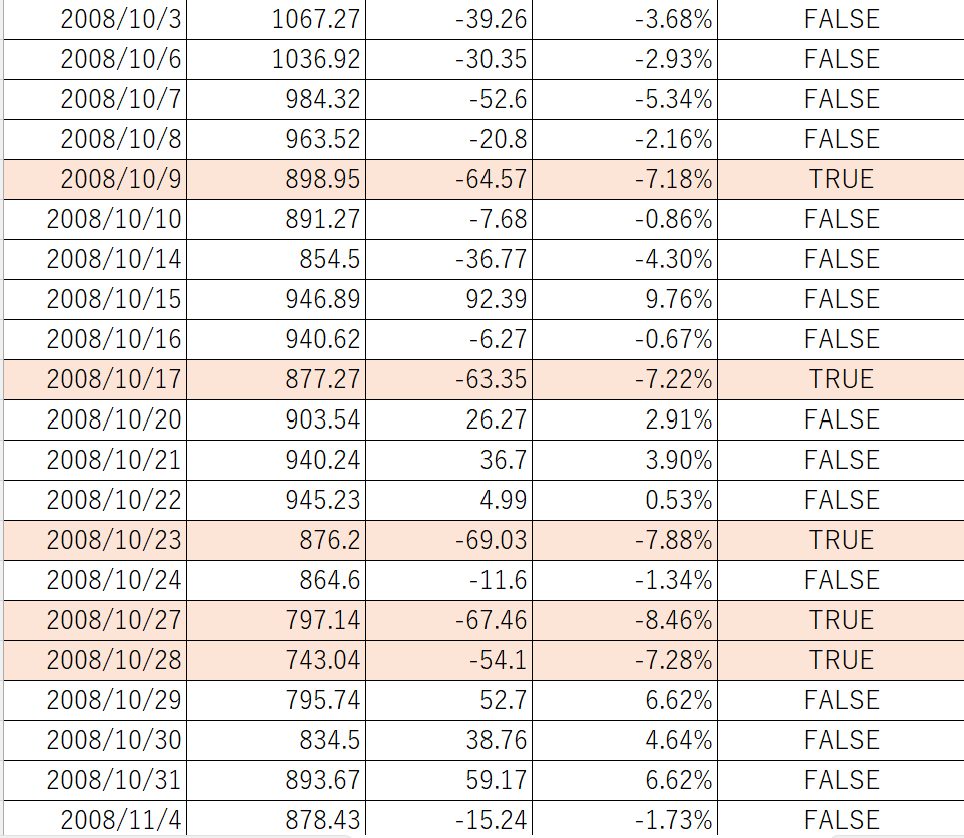 2008/10/3 1067.27 -39.26 -3.68% FALSE
2008/10/6 1036.92 -30.35 -2.93% FALSE
2008/10/7 984.32 -52.6 -5.34% FALSE
2008/10/8 963.52 -20.8 -2.16% FALSE
2008/10/9 898.95 -64.57 -7.18% TRUE
2008/10/10 891.27 -7.68 -0.86% FALSE
2008/10/14 854.5 -36.77 -4.30% FALSE
2008/10/15 946.89 92.39 9.76% FALSE
2008/10/16 940.62 -6.27 -0.67% FALSE
2008/10/17 877.27 -63.35 -7.22% TRUE
2008/10/20 903.54 26.27 2.91% FALSE
2008/10/21 940.24 36.7 3.90% FALSE
2008/10/22 945.23 4.99 0.53% FALSE
2008/10/23 876.2 -69.03 -7.88% TRUE
2008/10/24 864.6 -11.6 -1.34% FALSE
2008/10/27 797.14 -67.46 -8.46% TRUE
2008/10/28 743.04 -54.1 -7.28% TRUE
2008/10/29 795.74 52.7 6.62% FALSE
2008/10/30 834.5 38.76 4.64% FALSE
2008/10/31 893.67 59.17 6.62% FALSE
2008/11/4 878.43 -15.24 -1.73% FALSE